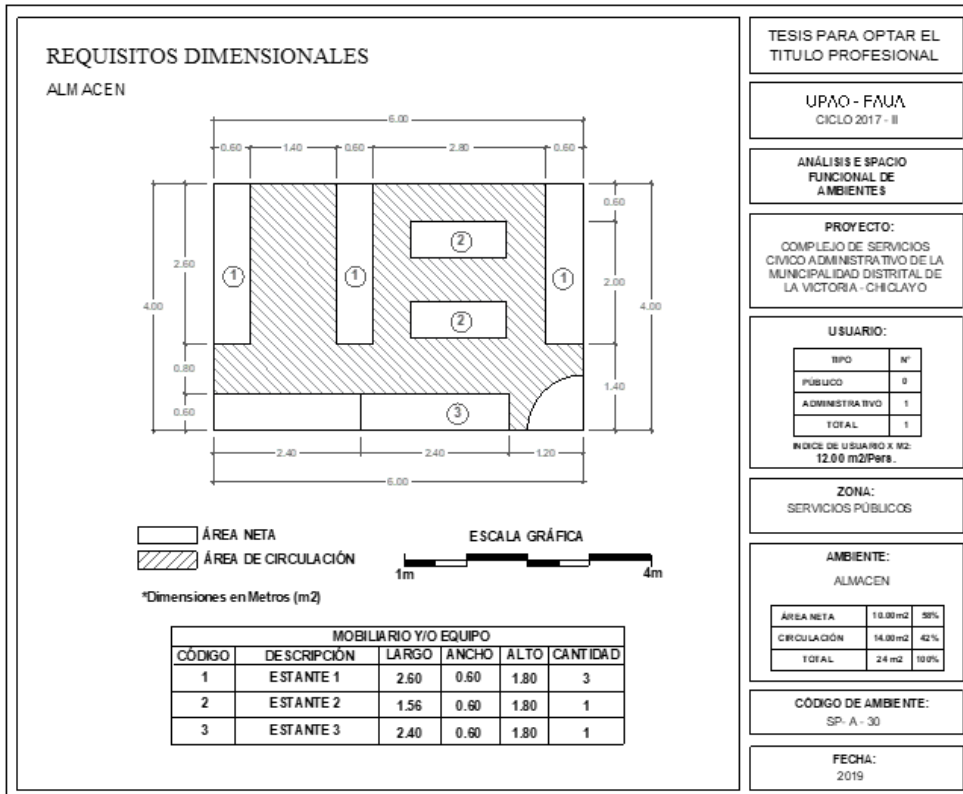 REQUISITOS DIMENSIONALES
ALMACEN
6.00
0.60 1.40 0.60 2.80 0.60
4.00
2.60
0.80
0.60
1
1
1
2
2
3
0.60
2.00
1.40
4.00
2.40 2.40 1.20
6.00
ÁREA NETA
ÁREA DE CIRCULACIÓN
ESCALA GRÁFICA
1m 4m
*Dimensiones en Metros (m2)
MOBILIARIO Y/O EQUIPO
CÓDIGO DESCRIPCIÓN LARGO ANCHO ALTO CANTIDAD
1 ESTANTE 1 2.60 0.60 1.80 3
2 ESTANTE 2 1.56 0.60 1.80 1
3 ESTANTE 3 2.40 0.60 1.80 1
TESIS PARA OPTAR EL
TITULO PROFESIONAL
UPAO - FAUA
CICLO 2017 - II
ANÁLISIS ESPACIO
FUNCIONAL DE
AMBIENTES
PROYECTO:
COMPLEJO DE SERVICIOS
CIVICO ADMINISTRATIVO DE LA
MUNICIPALIDAD DISTRITAL DE
LA VICTORIA - CHICLAYO
USUARIO:
TIPO N°
PÚBLICO 0
ADMINISTRATIVO 1
TOTAL 1
INDICE DE USUARIO X M2:
12.00 m2/Pers.
ZONA:
SERVICIOS PÚBLICOS
AMBIENTE:
ALMACEN
ÁREA NETA 10.00m2 58%
CIRCULACIÓN 14.00m2 42%
TOTAL 24 m2 100%
CÓDIGO DE AMBIENTE:
SP- A - 30
FECHA:
2019